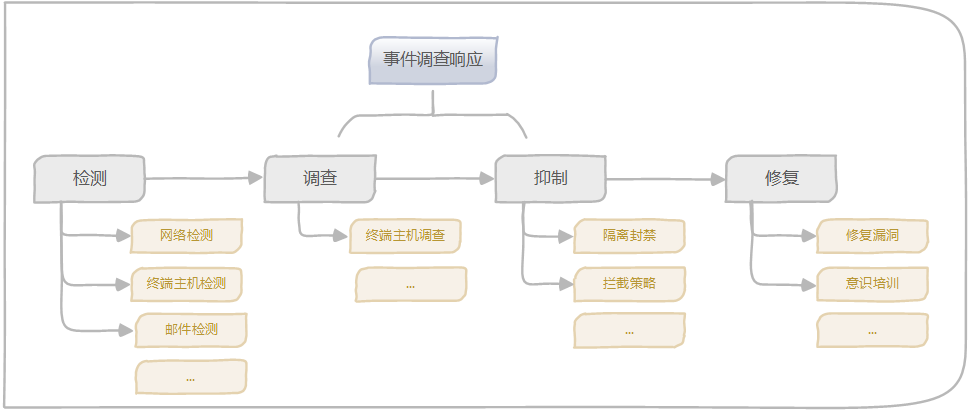 事件调查响应
检测
调查
抑制
修复
网络检测
终端主机调查
隔离封禁
修复漏洞
终端主机检测
...
拦截策略
意识培训
邮件检测
...
...
...